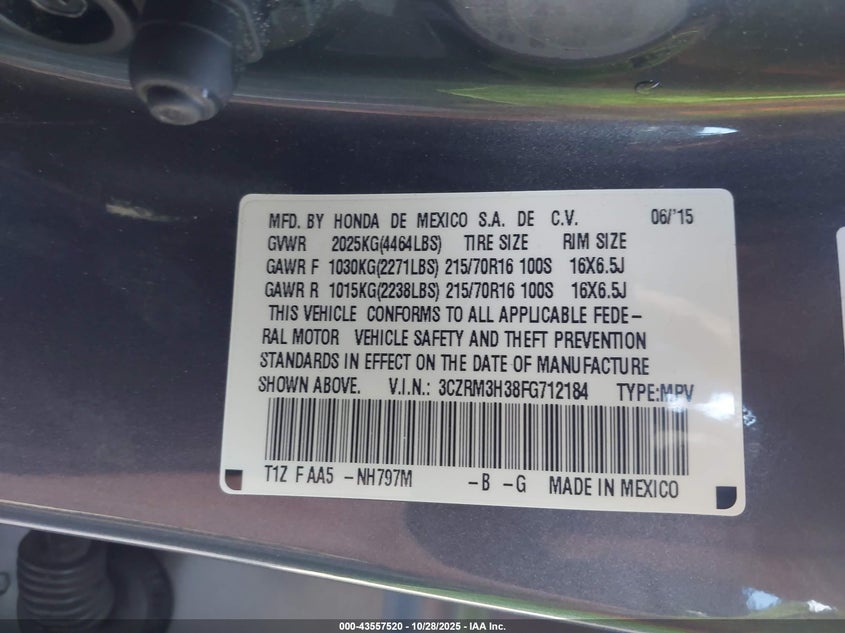 MFD. BY HONDA DE MEXICO S.A. DE C.V. 06/'15
GVWR 2025KG(4464LBS) TIRE SIZE RIM SIZE
GAWR F 1030KG(2271LBS) 215/70R16 100S 16X6.5J
GAWR R 1015KG(2238LBS) 215/70R16 100S 16X6.5J
THIS VEHICLE CONFORMS TO ALL APPLICABLE FEDE-
RAL MOTOR VEHICLE SAFETY AND THEFT PREVENTION
STANDARDS IN EFFECT ON THE DATE OF MANUFACTURE
SHOWN ABOVE. V.I.N.: 3CZRM3H38FG712184 TYPE:MPV
T1Z F AA5 -NH797M -B -G MADE IN MEXICO
000-43557520 - 10/28/2025 - IAA Inc.